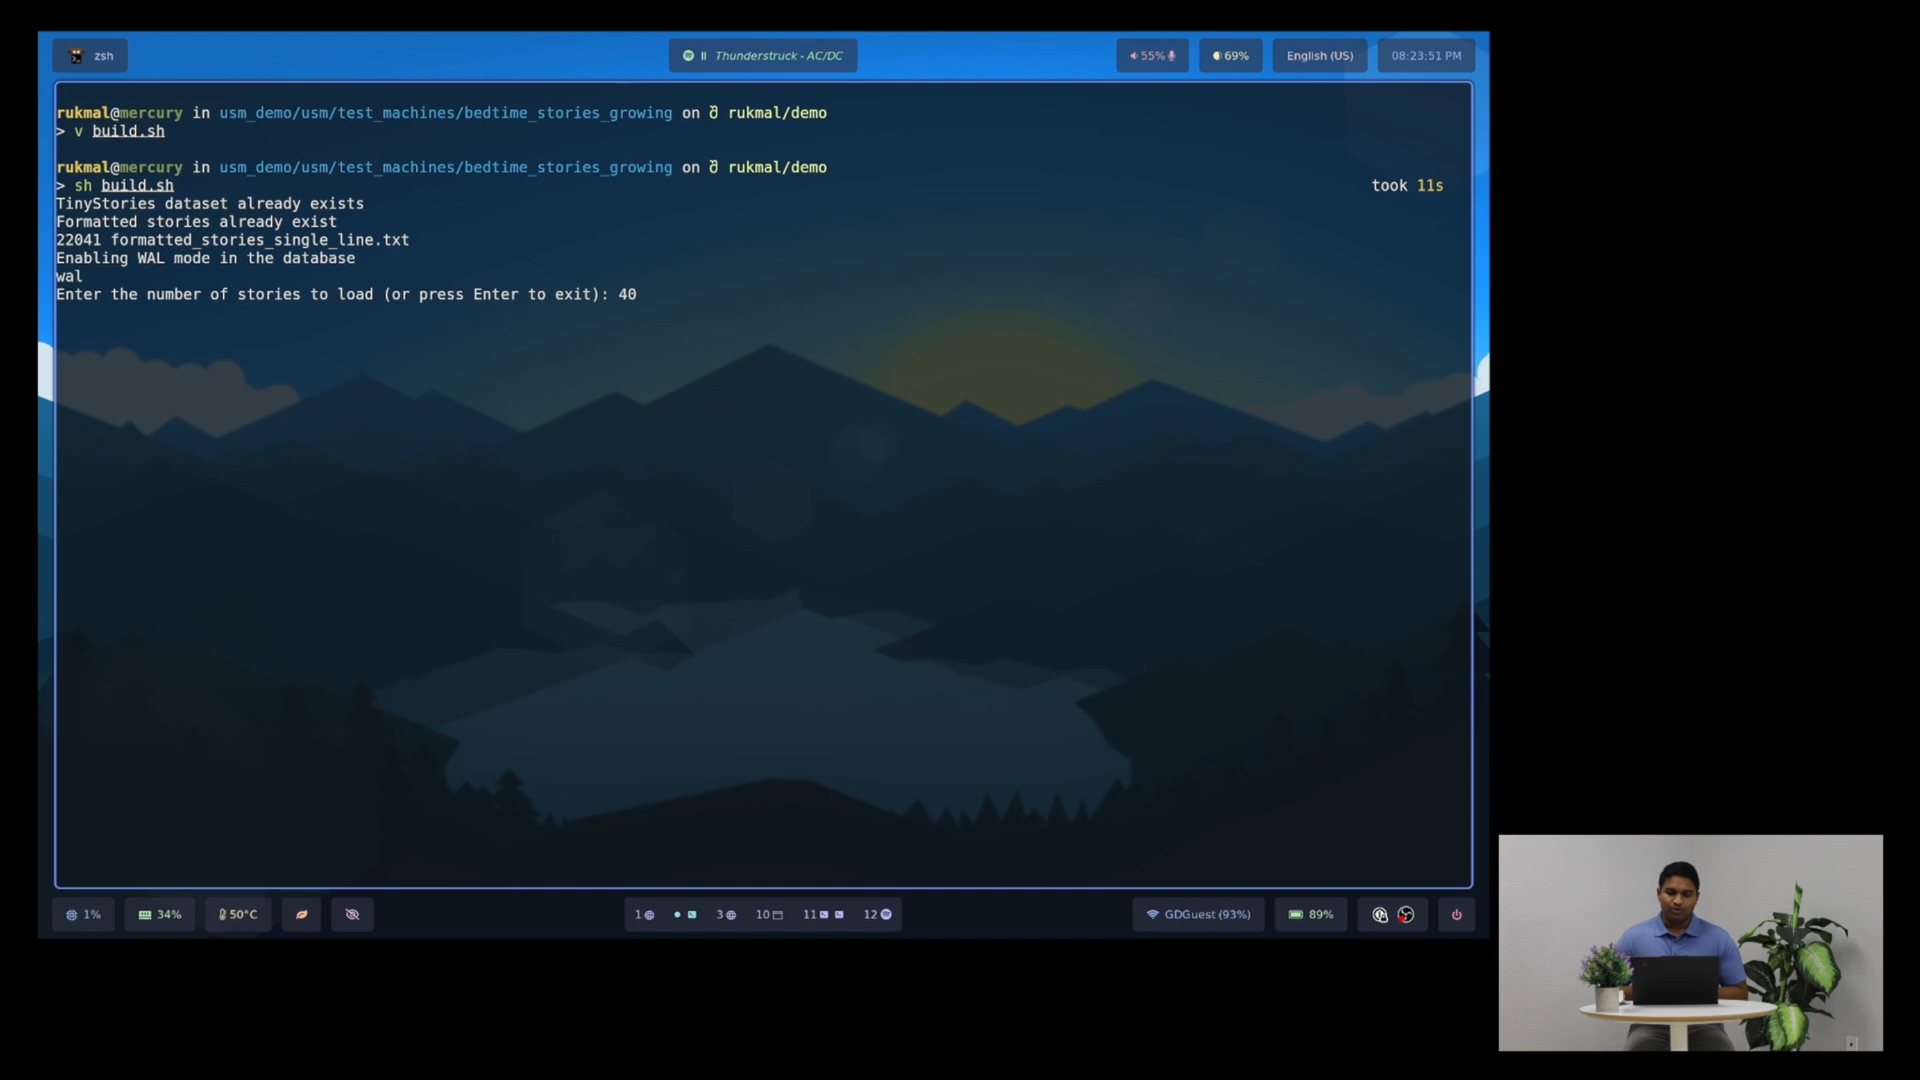 zsh
Thunderstruck - AC/DC
55%
69%
English (US)
08:23:51 PM
rukmal@mercury in usm_demo/usm/test_machines/bedtime_stories_growing on rukmal/demo
> v build.sh
rukmal@mercury in usm_demo/usm/test_machines/bedtime_stories_growing on rukmal/demo
> sh build.sh
took 11s
TinyStories dataset already exists
Formatted stories already exist
22041 formatted_stories_single_line.txt
Enabling WAL mode in the database
wal
Enter the number of stories to load (or press Enter to exit): 40
1%
34%
50°C
1
3
10
11
12
GDGuest (93%)
89%